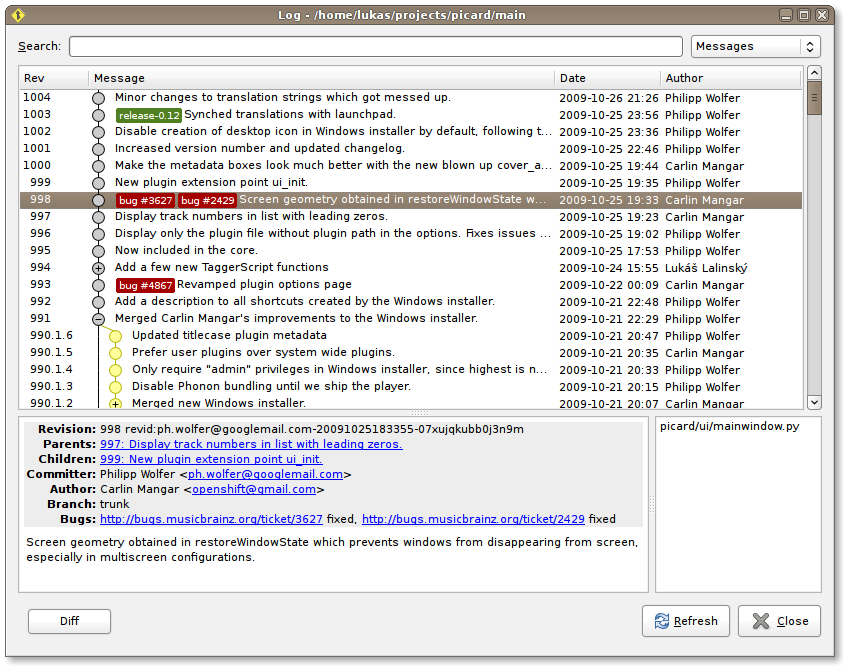 Log - /home/lukas/projects/picard/main
Search: Messages
Rev Message Date Author
1004 Minor changes to translation strings which got messed up. 2009-10-26 21:26 Philipp Wolfer
1003 release-0.12 Synched translations with launchpad. 2009-10-25 23:56 Philipp Wolfer
1002 Disable creation of desktop icon in Windows installer by default, following t... 2009-10-25 23:36 Philipp Wolfer
1001 Increased version number and updated changelog. 2009-10-25 22:46 Philipp Wolfer
1000 Make the metadata boxes look much better with the new blown up cover_a... 2009-10-25 19:44 Carlin Mangar
999 New plugin extension point ui_init. 2009-10-25 19:35 Philipp Wolfer
998 bug #3627 bug #2429 Screen geometry obtained in restoreWindowState w... 2009-10-25 19:33 Carlin Mangar
997 Display track numbers in list with leading zeros. 2009-10-25 19:23 Carlin Mangar
996 Display only the plugin file without plugin path in the options. Fixes issues ... 2009-10-25 19:02 Philipp Wolfer
995 Now included in the core. 2009-10-25 17:53 Philipp Wolfer
994 Add a few new TaggerScript functions 2009-10-24 15:55 Lukáš Lalinský
993 bug #4867 Revamped plugin options page 2009-10-22 00:09 Carlin Mangar
992 Add a description to all shortcuts created by the Windows installer. 2009-10-21 22:48 Philipp Wolfer
991 Merged Carlin Mangar's improvements to the Windows installer. 2009-10-21 22:29 Philipp Wolfer
990.1.6 Updated titlecase plugin metadata 2009-10-21 20:47 Philipp Wolfer
990.1.5 Prefer user plugins over system wide plugins. 2009-10-21 20:35 Carlin Mangar
990.1.4 Only require "admin" privileges in Windows installer, since highest is n... 2009-10-21 20:33 Philipp Wolfer
990.1.3 Disable Phonon bundling until we ship the player. 2009-10-21 20:15 Philipp Wolfer
990.1.2 Merged new Windows installer. 2009-10-21 20:07 Carlin Mangar
Revision: 998 revid:ph.wolfer@googlemail.com-20091025183355-07xujqkubb0j3n9m
Parents: 997: Display track numbers in list with leading zeros.
Children: 999: New plugin extension point ui_init.
Committer: Philipp Wolfer <ph.wolfer@googlemail.com>
Author: Carlin Mangar <openshift@gmail.com>
Branch: trunk
Bugs: http://bugs.musicbrainz.org/ticket/3627 fixed, http://bugs.musicbrainz.org/ticket/2429 fixed
Screen geometry obtained in restoreWindowState which prevents windows from disappearing from screen,
especially in multiscreen configurations.
picard/ui/mainwindow.py
Diff Refresh Close